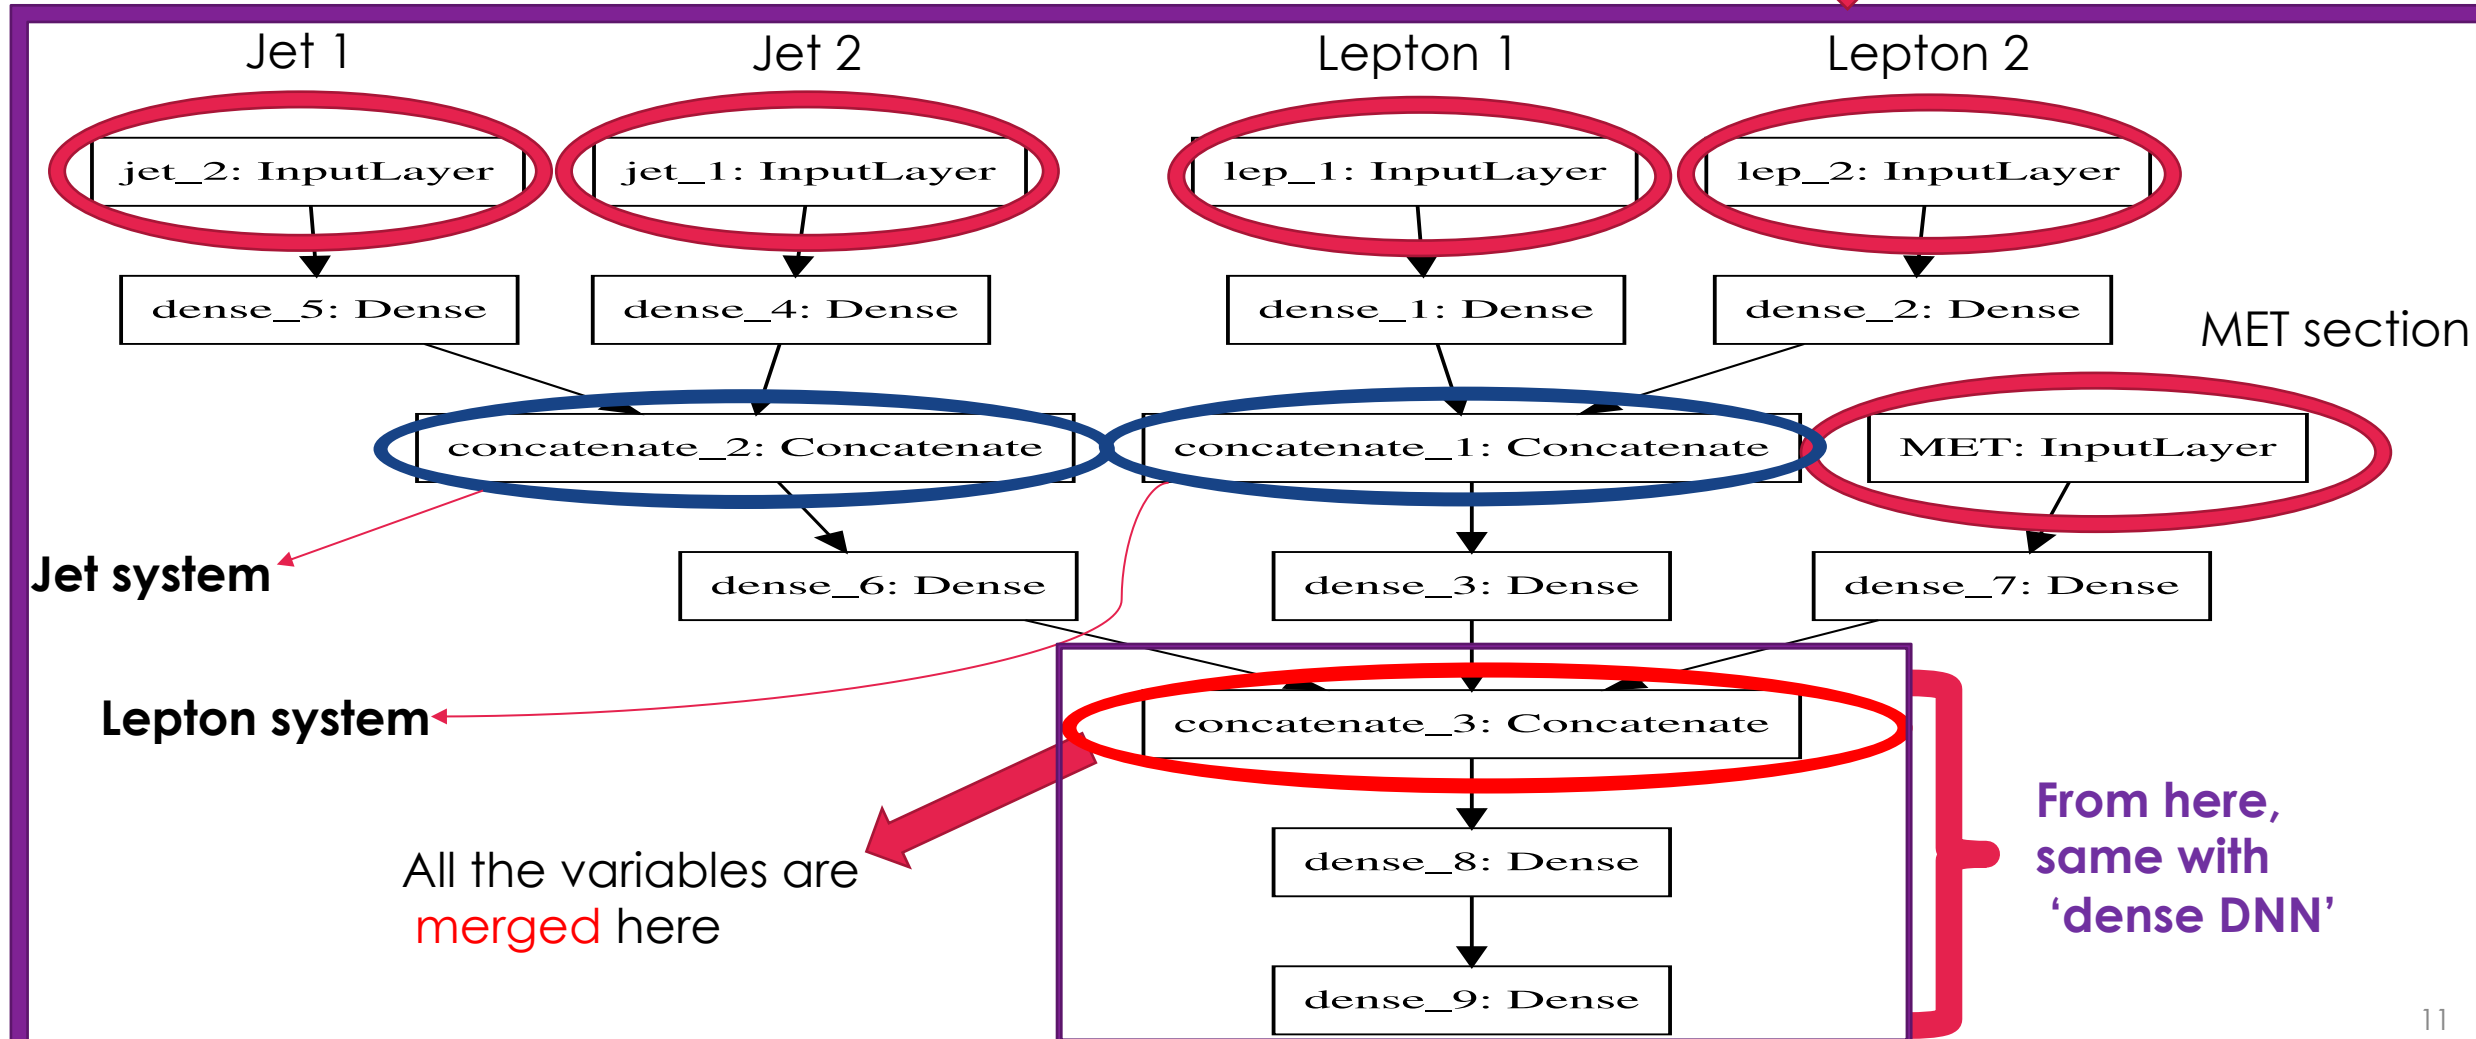 Jet 1
Jet 2
Lepton 1
Lepton 2
jet_2: InputLayer
jet_1: InputLayer
lep_1: InputLayer
lep_2: InputLayer
dense_5: Dense
dense_4: Dense
dense_1: Dense
dense_2: Dense
MET section
concatenate_2: Concatenate
concatenate_1: Concatenate
MET: InputLayer
Jet system
dense_6: Dense
dense_3: Dense
dense_7: Dense
Lepton system
concatenate_3: Concatenate
All the variables are
merged here
dense_8: Dense
From here,
same with
‘dense DNN’
dense_9: Dense
11